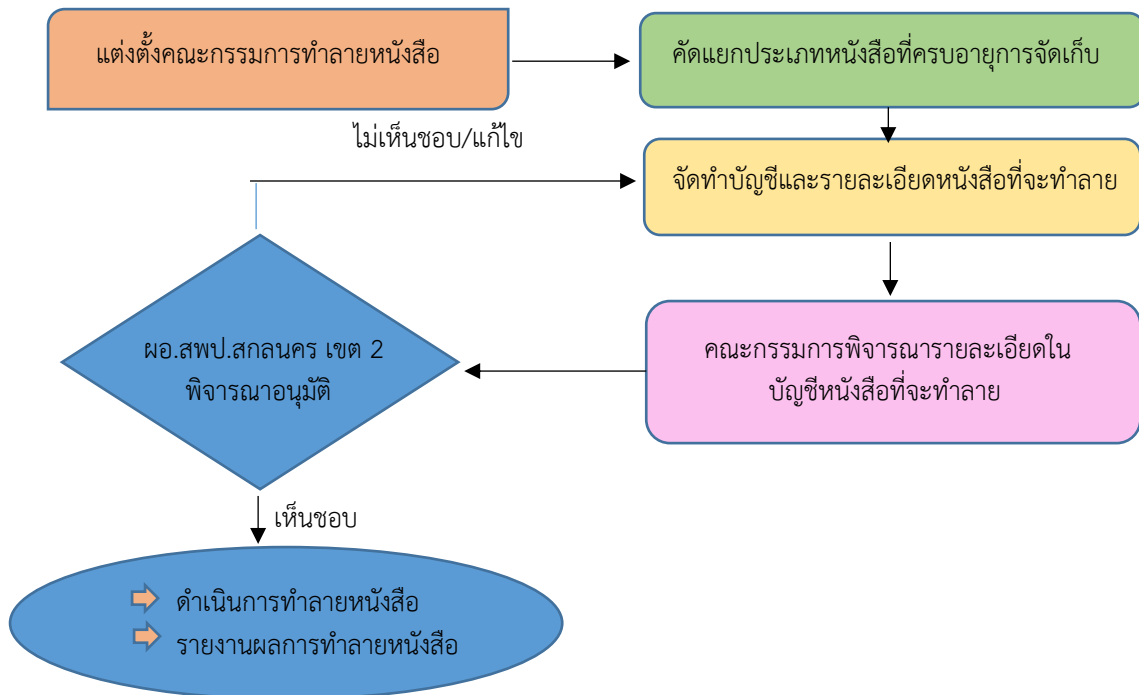 แต่งตั้งคณะกรรมการทำลายหนังสือ
คัดแยกประเภทหนังสือที่ครบอายุการจัดเก็บ
ไม่เห็นชอบ/แก้ไข
จัดทำบัญชีและรายละเอียดหนังสือที่จะทำลาย
คณะกรรมการพิจารณารายละเอียดใน
บัญชีหนังสือที่จะทำลาย
ผอ.สพป.สกลนคร เขต 2
พิจารณาอนุมัติ
เห็นชอบ
ดำเนินการทำลายหนังสือ
รายงานผลการทำลายหนังสือ